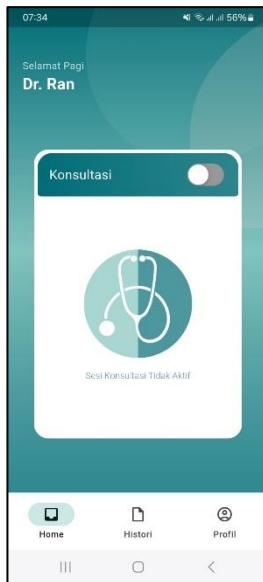 07:34 56%
Selamat Pagi
Dr. Ran
Konsultasi
Sesi Konsultasi Tidak Aktif
Home Histori Profil